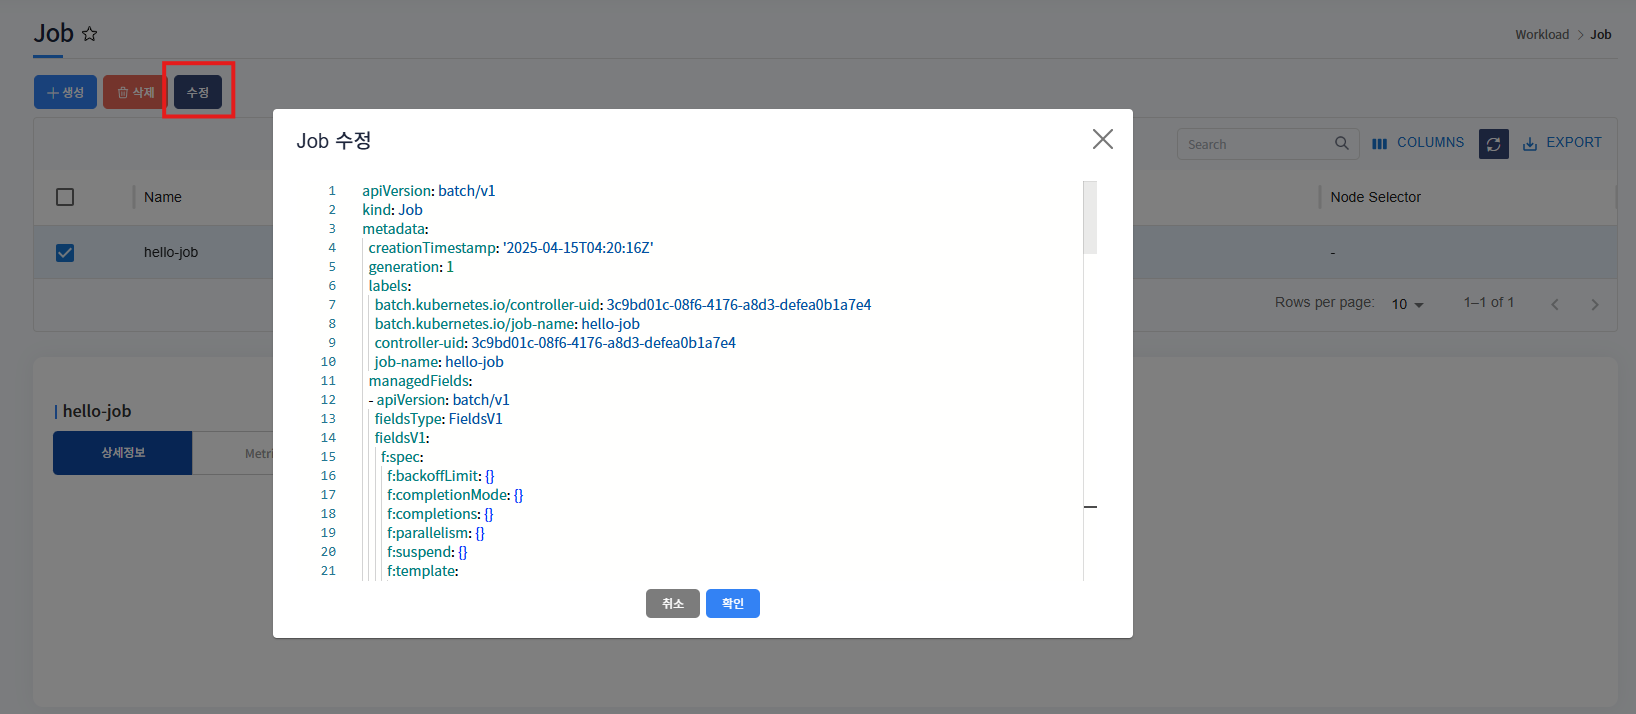 Job
Workload > Job
생성
삭제
수정
Job 수정
Search
COLUMNS
EXPORT
Name
Node Selector
hello-job
-
Rows per page: 10
1–1 of 1
1 apiVersion: batch/v1
2 kind: Job
3 metadata:
4 creationTimestamp: '2025-04-15T04:20:16Z'
5 generation: 1
6 labels:
7 batch.kubernetes.io/controller-uid: 3c9bd01c-08f6-4176-a8d3-defea0b1a7e4
8 batch.kubernetes.io/job-name: hello-job
9 controller-uid: 3c9bd01c-08f6-4176-a8d3-defea0b1a7e4
10 job-name: hello-job
11 managedFields:
12 - apiVersion: batch/v1
13 fieldsType: FieldsV1
14 fieldsV1:
15 f:spec:
16 f:backoffLimit: {}
17 f:completionMode: {}
18 f:completions: {}
19 f:parallelism: {}
20 f:suspend: {}
21 f:template:
취소
확인
hello-job
상세정보
Metri